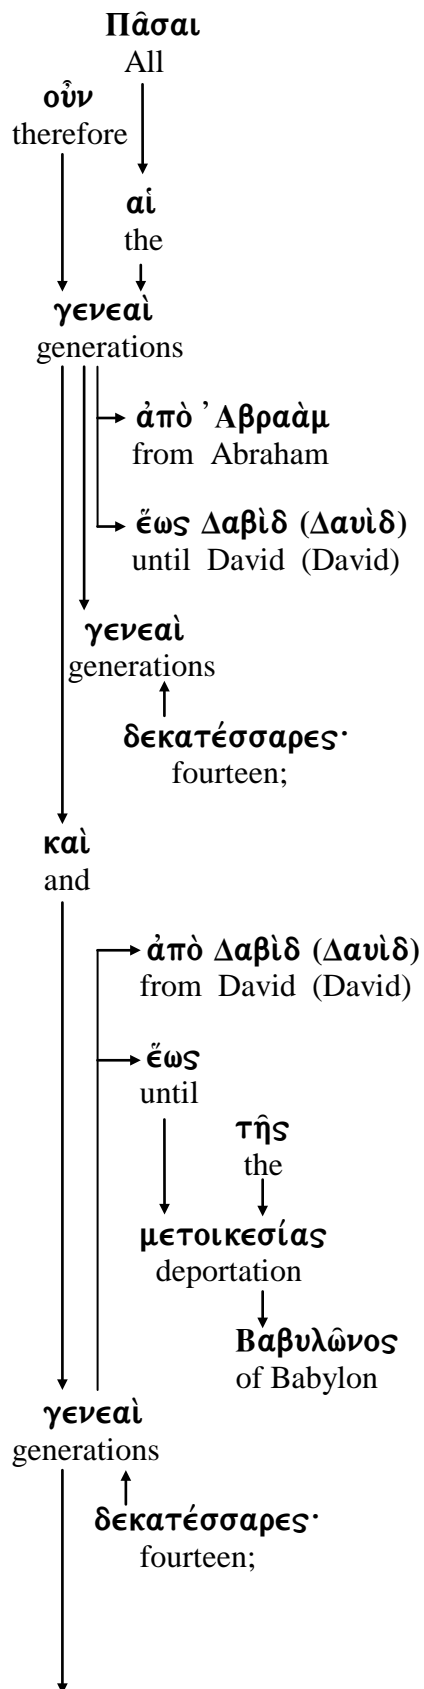 Πᾶσαι
All
οὖν
therefore
αἱ
the
γενεαὶ
generations
ἀπὸ Ἀβραὰμ
from Abraham
ἕως Δαβὶδ (Δαυὶδ)
until David (David)
γενεαὶ
generations
δεκατέσσαρες·
fourteen;
καὶ
and
ἀπὸ Δαβὶδ (Δαυὶδ)
from David (David)
ἕως
until
τῆς
the
μετοικεσίας
deportation
Βαβυλῶνος
of Babylon
γενεαὶ
generations
δεκατέσσαρες·
fourteen;